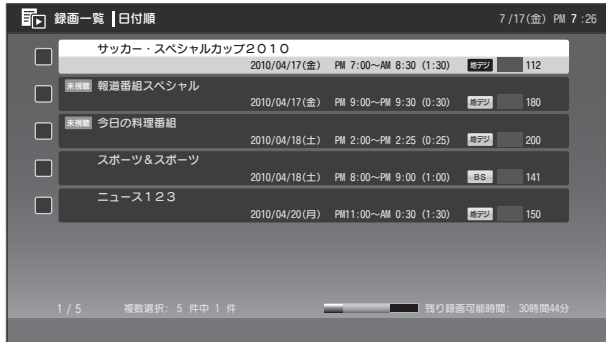 録画一覧 日付順 7/17(金) PM 7:26
サッカー・スペシャルカップ2010
2010/04/17(金) PM 7:00~AM 8:30 (1:30) 地デジ 112
未視聴 報道番組スペシャル
2010/04/17(金) PM 9:00~PM 9:30 (0:30) 地デジ 180
未視聴 今日の料理番組
2010/04/18(土) PM 2:00~PM 2:25 (0:25) 地デジ 200
スポーツ&スポーツ
2010/04/18(土) PM 8:00~PM 9:00 (1:00) BS 141
ニュース123
2010/04/20(月) PM11:00~AM 0:30 (1:30) 地デジ 150
1 / 5 複数選択: 5 件中 1 件 残り録画可能時間: 30時間44分